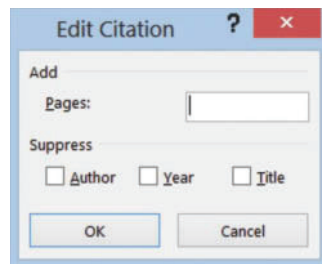 Edit Citation ?
Add
Pages:
Suppress
Author Year Title
OK Cancel